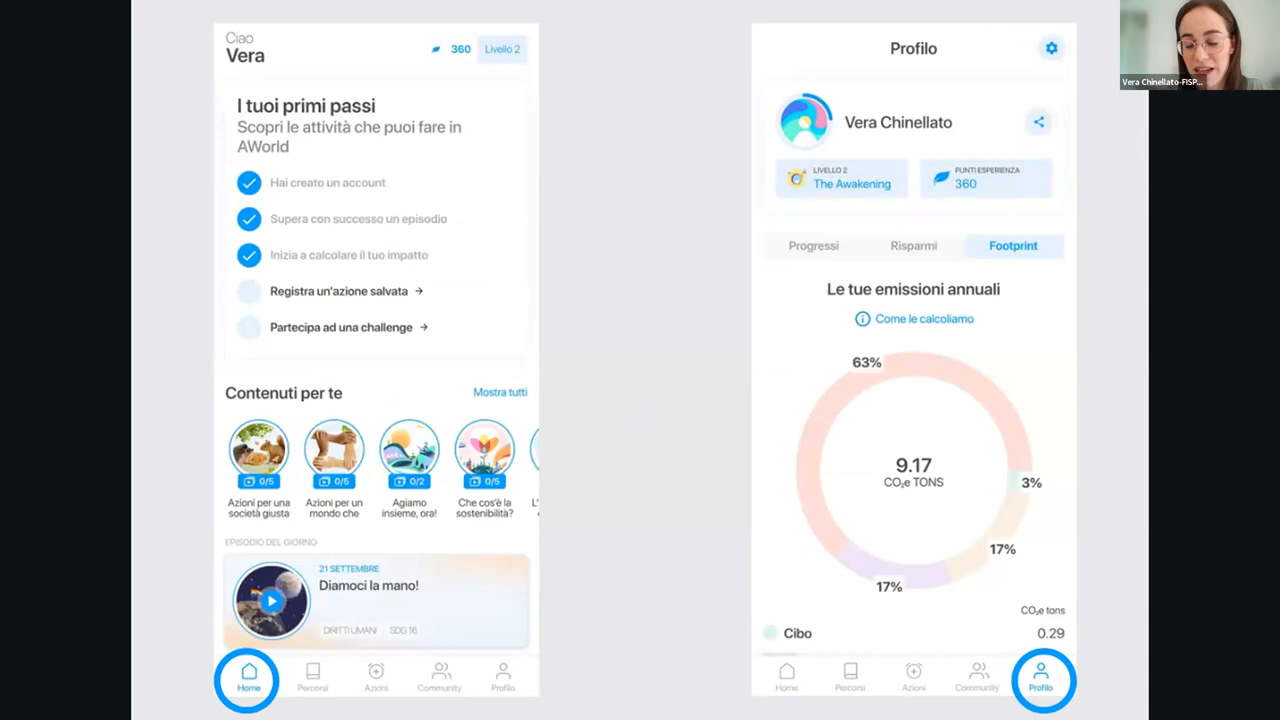 Ciao
Vera
360
Livello 2
I tuoi primi passi
Scopri le attività che puoi fare in
AWorld
Hai creato un account
Supera con successo un episodio
Inizia a calcolare il tuo impatto
Registra un'azione salvata →
Partecipa ad una challenge →
Contenuti per te
Mostra tutti
0/5
0/5
0/2
0/5
Azioni per una
società giusta
Azioni per un
mondo che
Agiamo
insieme, ora!
Che cos'è la
sostenibilità?
L'
EPISODIO DEL GIORNO
21 SETTEMBRE
Diamoci la mano!
DIRITTI UMANI
SDG 16
Home
Percorsi
Azioni
Community
Profilo
Profilo
Vera Chinellato
LIVELLO 2
The Awakening
PUNTI ESPERIENZA
360
Progressi
Risparmi
Footprint
Le tue emissioni annuali
Come le calcoliamo
63%
9.17
CO₂e TONS
3%
17%
17%
CO₂e tons
Cibo
0.29
Home
Percorsi
Azioni
Community
Profilo
Vera Chinellato-FISP...